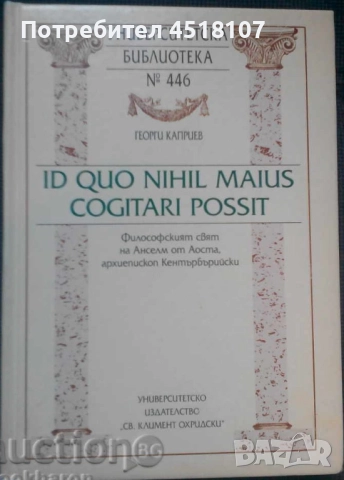 Потребител 4518107
БИБЛИОТЕКА
№ 446
ГЕОРГИ КАПРИЕВ
ID QUO NIHIL MAIUS
COGITARI POSSIT
Философският свят
на Анселм от Аоста,
архиепископ Кентърбърийски
УНИВЕРСИТЕТСКО
ИЗДАТЕЛСТВО
„СВ. КЛИМЕНТ ОХРИДСКИ“
BAZAR